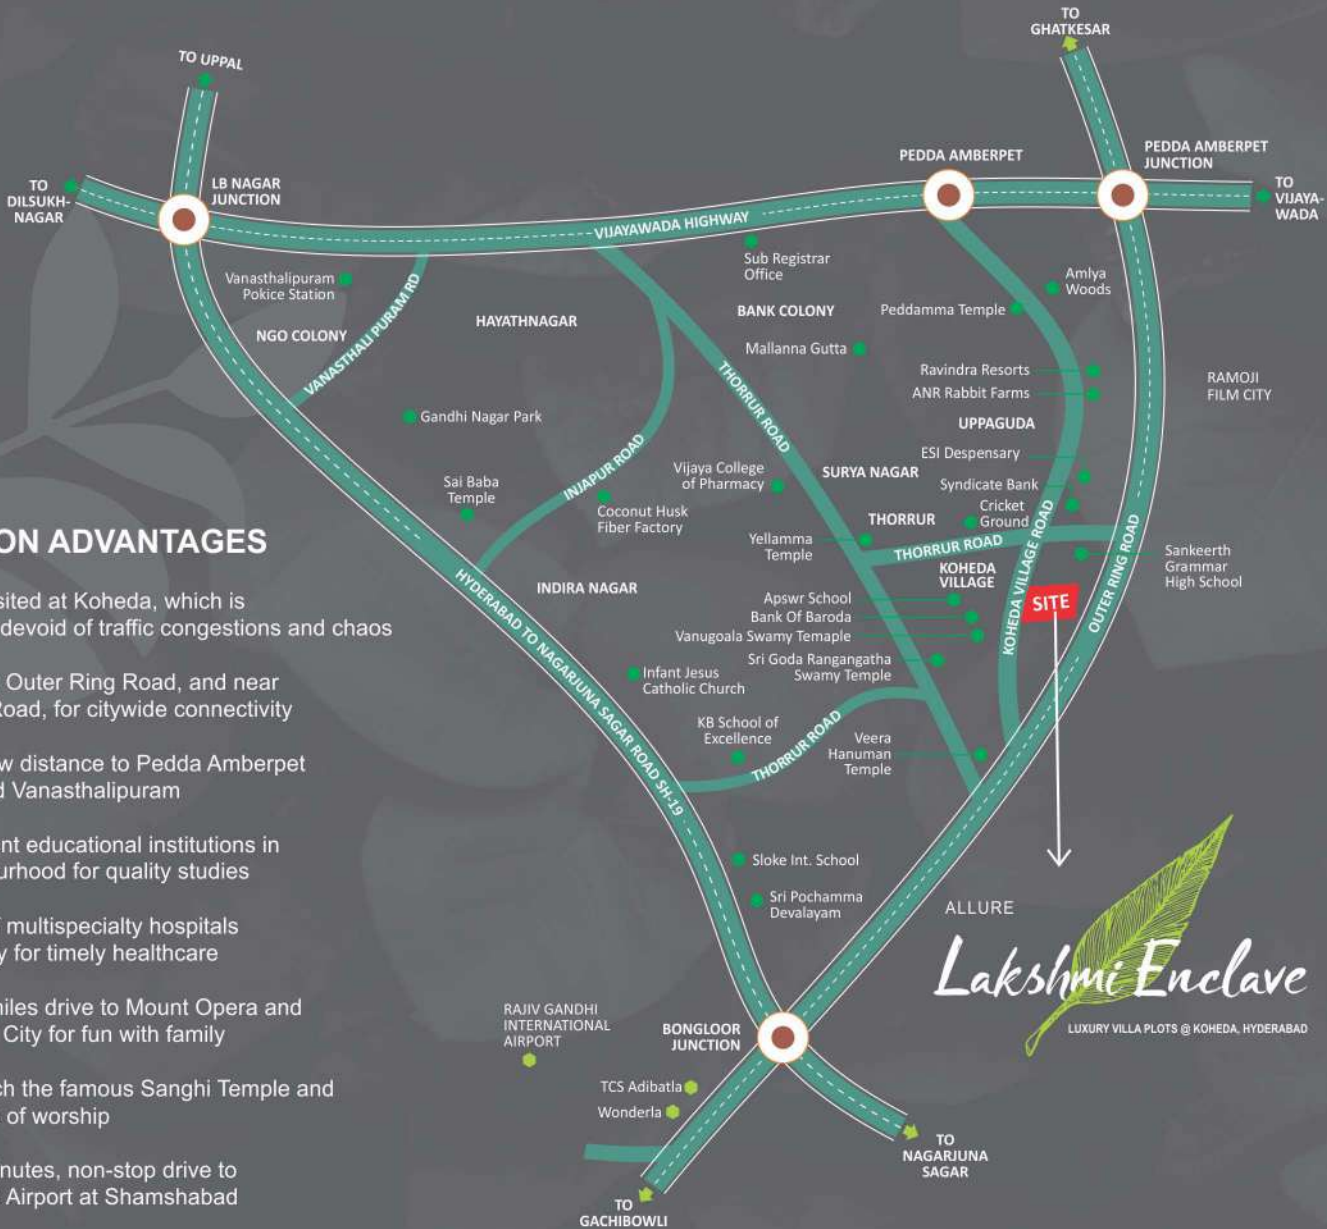 TO
GHATKESAR
TO UPPAL
TO
DILSUKH-
NAGAR
LB NAGAR
JUNCTION
PEDDA AMBERPET
PEDDA AMBERPET
JUNCTION
TO
VIJAYA-
WADA
VIJAYAWADA HIGHWAY
Vanasthalipuram
Pokice Station
NGO COLONY
VANASTHALI PURAM RD
HAYATHNAGAR
Sub Registrar
Office
BANK COLONY
Mallanna Gutta
Peddamma Temple
Amlya
Woods
Ravindra Resorts
ANR Rabbit Farms
UPPAGUDA
RAMOJI
FILM CITY
THORRUR ROAD
Gandhi Nagar Park
INJAPUR ROAD
Sai Baba
Temple
Coconut Husk
Fiber Factory
Vijaya College
of Pharmacy
SURYA NAGAR
ESI Despensary
Syndicate Bank
Cricket
Ground
THORRUR
Yellamma
Temple
THORRUR ROAD
KOHEDA
VILLAGE
KOHEDA VILLAGE ROAD
OUTER RING ROAD
Sankeerth
Grammar
High School
SITE
INDIRA NAGAR
HYDERABAD TO NAGARJUNA SAGAR ROAD SH-19
Apswr School
Bank Of Baroda
Vanugoala Swamy Temaple
Sri Goda Rangangatha
Swamy Temple
Infant Jesus
Catholic Church
KB School of
Excellence
THORRUR ROAD
Veera
Hanuman
Temple
Sloke Int. School
Sri Pochamma
Devalayam
RAJIV GANDHI
INTERNATIONAL
AIRPORT
BONGLOOR
JUNCTION
TCS Adibatla
Wonderla
TO
NAGARJUNA
SAGAR
TO
GACHIBOWLI
ALLURE
Lakshmi Enclave
LUXURY VILLA PLOTS @ KOHEDA, HYDERABAD
ON ADVANTAGES
sited at Koheda, which is
devoid of traffic congestions and chaos
Outer Ring Road, and near
Road, for citywide connectivity
w distance to Pedda Amberpet
d Vanasthalipuram
nt educational institutions in
urhood for quality studies
f multispecialty hospitals
y for timely healthcare
niles drive to Mount Opera and
City for fun with family
ch the famous Sanghi Temple and
of worship
nutes, non-stop drive to
Airport at Shamshabad